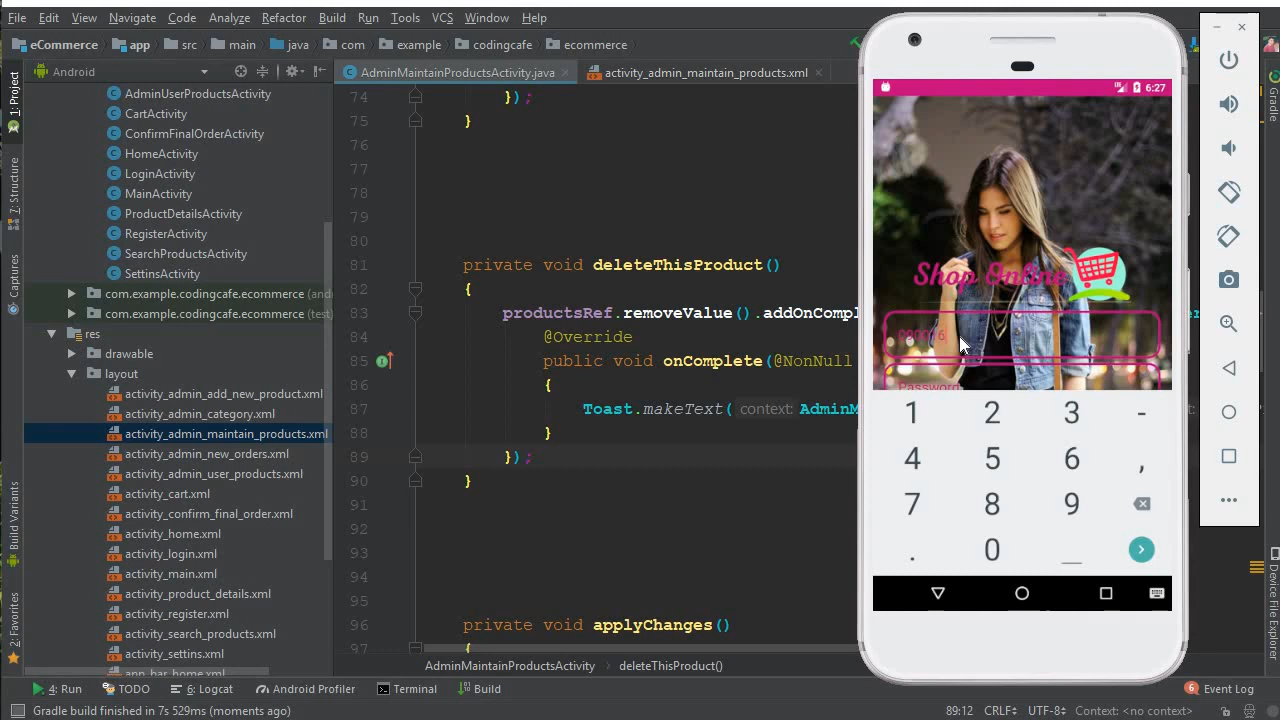 File Edit View Navigate Code Analyze Refactor Build Run Tools VCS Window Help
eCommerce app src main java com example codingcafe ecommerce
Android
AdminMaintainProductsActivity.java
activity_admin_maintain_products.xml
1: Project
7: Structure
Captures
Build Variants
2: Favorites
Gradle
Device File Explorer
AdminUserProductsActivity
CartActivity
ConfirmFinalOrderActivity
HomeActivity
LoginActivity
MainActivity
ProductDetailsActivity
RegisterActivity
SearchProductsActivity
SettinsActivity
com.example.codingcafe.ecommerce (and
com.example.codingcafe.ecommerce (test)
res
drawable
layout
activity_admin_add_new_product.xml
activity_admin_category.xml
activity_admin_maintain_products.xml
activity_admin_new_orders.xml
activity_admin_user_products.xml
activity_cart.xml
activity_confirm_final_order.xml
activity_home.xml
activity_login.xml
activity_main.xml
activity_product_details.xml
activity_register.xml
activity_search_products.xml
activity_settins.xml
app_bar_home.xml
74 });
75 }
76
77
78
79
80
81 private void deleteThisProduct()
82 {
83 productsRef.removeValue().addOnCompl
84 @Override
85 public void onComplete(@NonNull
86 {
87 Toast.makeText( context: AdminM
88 }
89 });
90 }
91
92
93
94
95
96 private void applyChanges()
97 {
AdminMaintainProductsActivity deleteThisProduct()
LTE 6:27
Shop Online
Password
1 2 3 -
4 5 6 ,
7 8 9
. 0 _
4: Run TODO 6: Logcat Android Profiler Terminal Build 6 Event Log
Gradle build finished in 7s 529ms (moments ago) 89:12 CRLF UTF-8 Context: <no context>